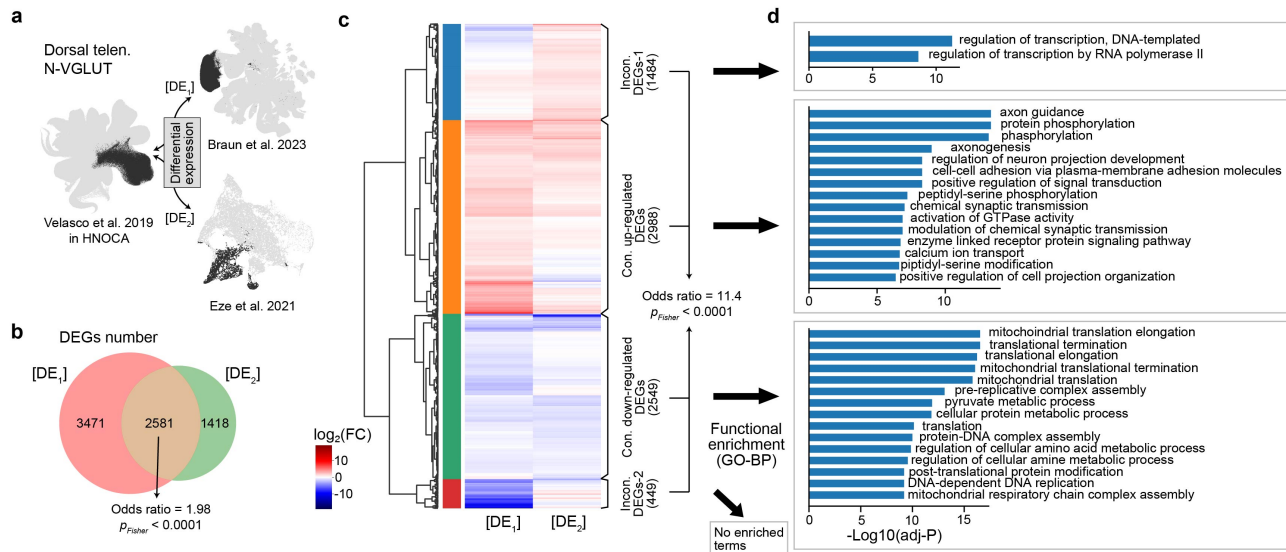 a
Dorsal telen.
N-VGLUT
[DE1]
Braun et al. 2023
Differential
expression
Velasco et al. 2019
in HNOCA
[DE2]
Eze et al. 2021
b
DEGs number
[DE1]
[DE2]
3471
2581
1418
Odds ratio = 1.98
pFisher < 0.0001
c
log2(FC)
10
0
-10
[DE1]
[DE2]
Incon.
DEGs-1
(1484)
Con. up-regulated
DEGs
(2988)
Odds ratio = 11.4
pFisher < 0.0001
Con. down-regulated
DEGs
(2549)
Incon.
DEGs-2
(449)
Functional
enrichment
(GO-BP)
No enriched
terms
d
regulation of transcription, DNA-templated
regulation of transcription by RNA polymerase II
0
5
10
axon guidance
protein phosphorylation
phasphorylation
axonogenesis
regulation of neuron projection development
cell-cell adhesion via plasma-membrane adhesion molecules
positive regulation of signal transduction
peptidyl-serine phosphorylation
chemical synaptic transmission
activation of GTPase activity
modulation of chemical synaptic transmission
enzyme linked receptor protein signaling pathway
calcium ion transport
piptidyl-serine modification
positive regulation of cell projection organization
0
5
10
mitochindrial translation elongation
translational termination
translational elongation
mitochondrial translational termination
mitochondrial translation
pre-replicative complex assembly
pyruvate metablic process
cellular protein metabolic process
translation
protein-DNA complex assembly
regulation of cellular amino acid metabolic process
regulation of cellular amine metabolic process
post-translational protein modification
DNA-dependent DNA replication
mitochondrial respiratory chain complex assembly
0
5
10
15
-Log10(adj-P)